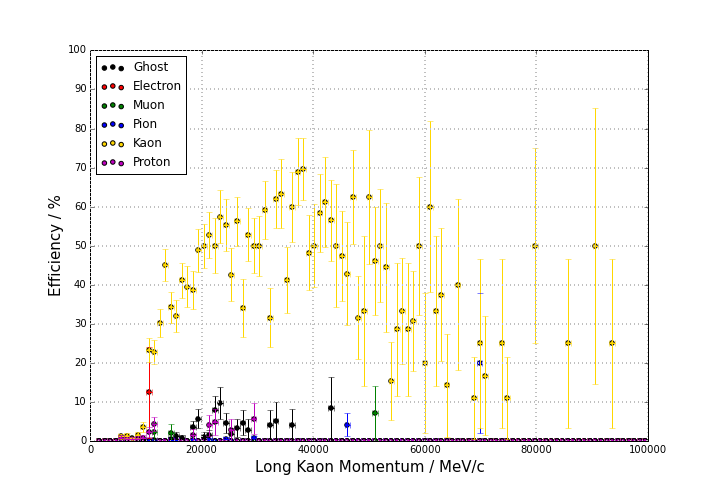 100
90
80
70
60
50
40
30
20
10
0
Efficiency / %
Ghost
Electron
Muon
Pion
Kaon
Proton
0 20000 40000 60000 80000 100000
Long Kaon Momentum / MeV/c